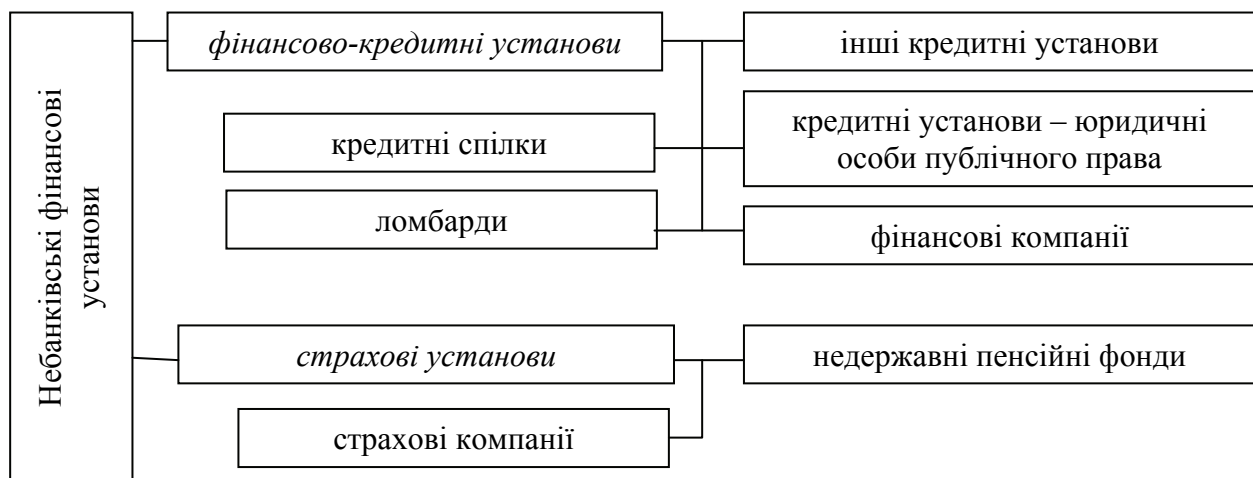 Небанківські фінансові
установи
фінансово-кредитні установи
інші кредитні установи
кредитні спілки
кредитні установи – юридичні
особи публічного права
ломбарди
фінансові компанії
страхові установи
недержавні пенсійні фонди
страхові компанії